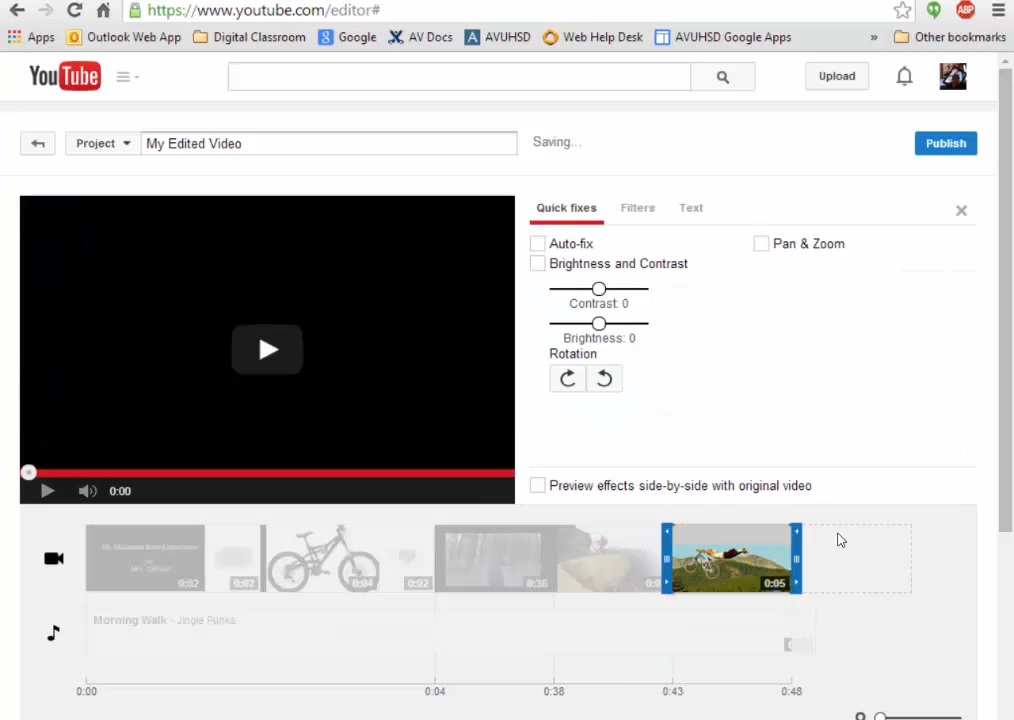 https://www.youtube.com/editor#
ABP
Apps Outlook Web App Digital Classroom Google AV Docs AVUHSD Web Help Desk AVUHSD Google Apps » Other bookmarks
YouTube Upload
Project My Edited Video Saving... Publish
Quick fixes Filters Text
Auto-fix Pan & Zoom
Brightness and Contrast
Contrast: 0
Brightness: 0
Rotation
0:00
Preview effects side-by-side with original video
0:02 0:02 0:04 0:02 0:36 0:05
Morning Walk - Jingle Punks
0:00 0:04 0:38 0:43 0:48